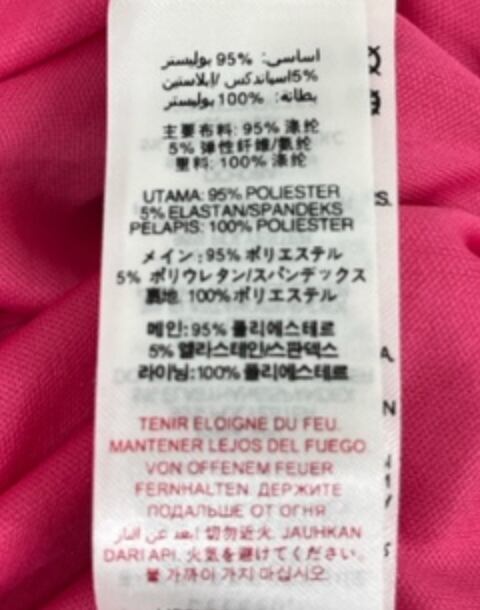 اساسي: 95% بوليستر
5% اسباندكس / إيلاستين
بطانة: 100% بوليستر
主要布料: 95% 涤纶
5% 弹性纤维/氨纶
里料: 100% 涤纶
UTAMA: 95% POLIESTER
5% ELASTAN/SPANDEKS
PELAPIS: 100% POLIESTER
メイン: 95% ポリエステル
5% ポリウレタン/スパンデックス
裏地. 100% ポリエステル
메인: 95% 폴리에스테르
5% 엘라스테인/스판덱스
라이닝: 100% 폴리에스테르
TENIR ELOIGNE DU FEU.
MANTENER LEJOS DEL FUEGO
VON OFFENEM FEUER
FERNHALTEN. ДЕРЖИТЕ
ПОДАЛЬШЕ ОТ ОГНЯ
ابعد عن النار. 切勿近火. JAUHKAN
DARI API. 火気を避けてください。
불 가까이 가지 마십시오